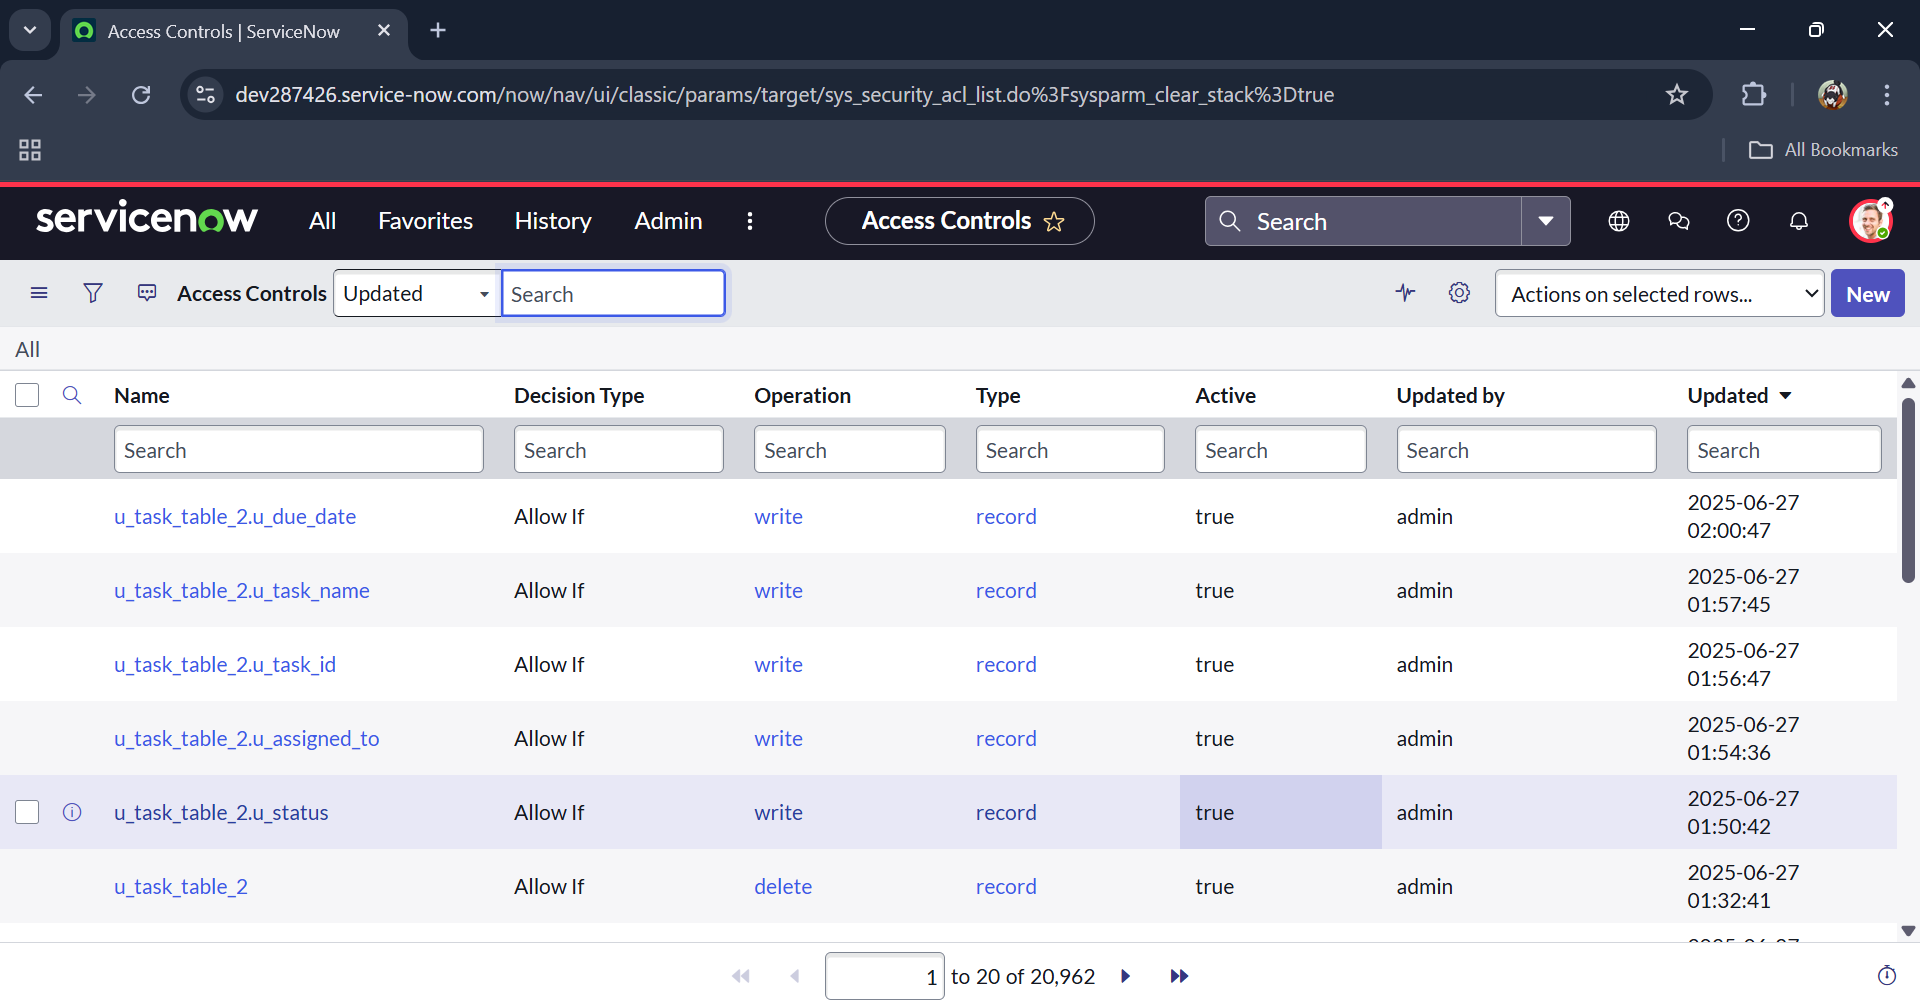 Access Controls | ServiceNow
dev287426.service-now.com/now/nav/ui/classic/params/target/sys_security_acl_list.do%3Fsysparm_clear_stack%3Dtrue
All Bookmarks
servicenow All Favorites History Admin Access Controls Search
Access Controls Updated Search Actions on selected rows... New
All
Name Decision Type Operation Type Active Updated by Updated
Search Search Search Search Search Search Search
u_task_table_2.u_due_date Allow If write record true admin 2025-06-27
02:00:47
u_task_table_2.u_task_name Allow If write record true admin 2025-06-27
01:57:45
u_task_table_2.u_task_id Allow If write record true admin 2025-06-27
01:56:47
u_task_table_2.u_assigned_to Allow If write record true admin 2025-06-27
01:54:36
u_task_table_2.u_status Allow If write record true admin 2025-06-27
01:50:42
u_task_table_2 Allow If delete record true admin 2025-06-27
01:32:41
1 to 20 of 20,962